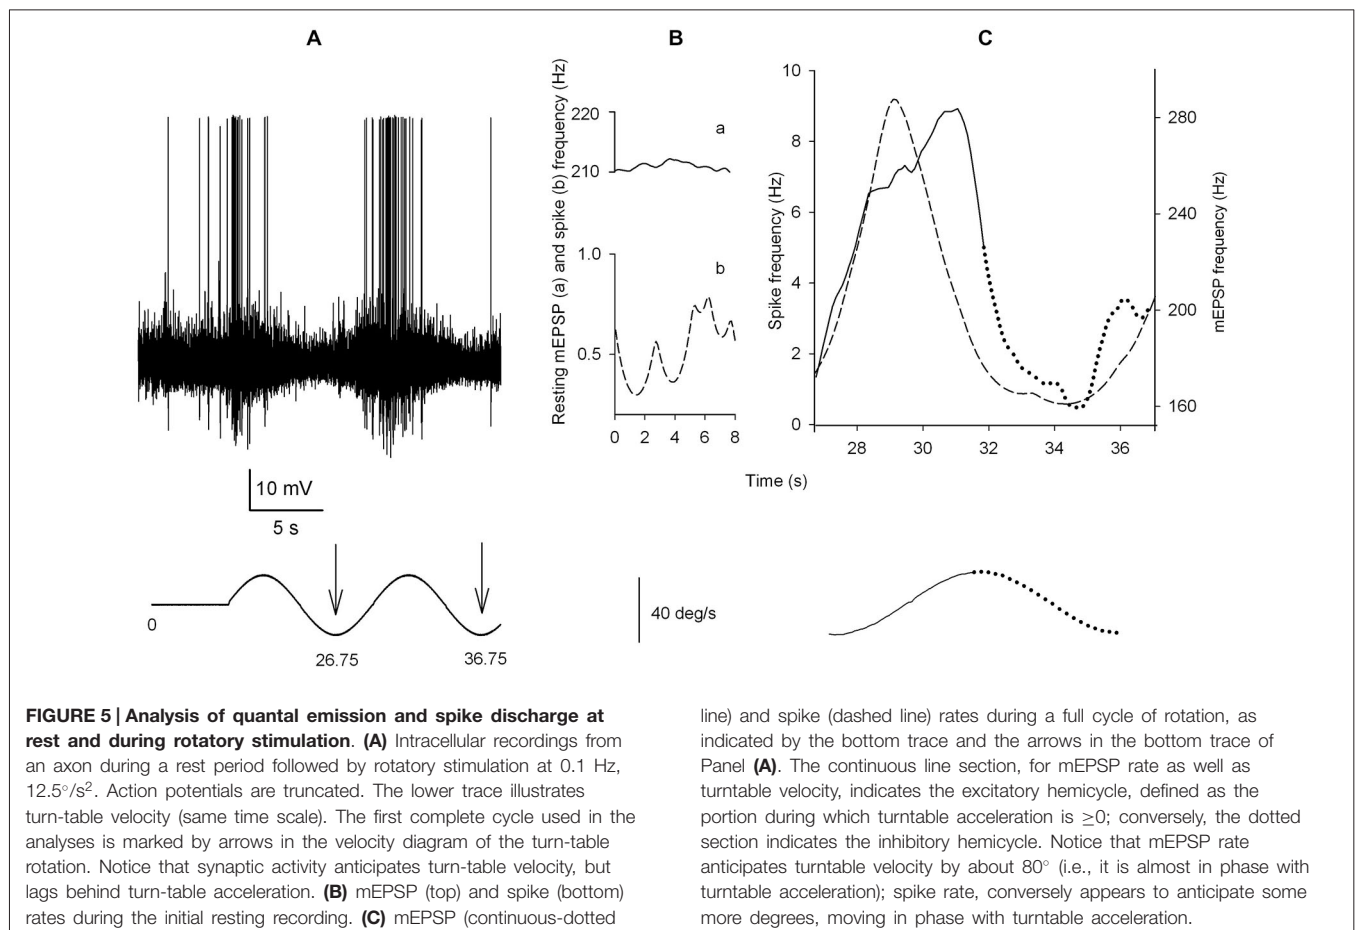 A
B
C
Resting mEPSP (a) and spike (b) frequency (Hz)
220
210
a
1.0
0.5
b
0 2 4 6 8
Spike frequency (Hz)
10
8
6
4
2
0
28 30 32 34 36
280
240
200
160
mEPSP frequency (Hz)
Time (s)
10 mV
5 s
0
26.75
36.75
40 deg/s
FIGURE 5 | Analysis of quantal emission and spike discharge at
rest and during rotatory stimulation. (A) Intracellular recordings from
an axon during a rest period followed by rotatory stimulation at 0.1 Hz,
12.5°/s². Action potentials are truncated. The lower trace illustrates
turn-table velocity (same time scale). The first complete cycle used in the
analyses is marked by arrows in the velocity diagram of the turn-table
rotation. Notice that synaptic activity anticipates turn-table velocity, but
lags behind turn-table acceleration. (B) mEPSP (top) and spike (bottom)
rates during the initial resting recording. (C) mEPSP (continuous-dotted
line) and spike (dashed line) rates during a full cycle of rotation, as
indicated by the bottom trace and the arrows in the bottom trace of
Panel (A). The continuous line section, for mEPSP rate as well as
turntable velocity, indicates the excitatory hemicycle, defined as the
portion during which turntable acceleration is ≥0; conversely, the dotted
section indicates the inhibitory hemicycle. Notice that mEPSP rate
anticipates turntable velocity by about 80° (i.e., it is almost in phase with
turntable acceleration); spike rate, conversely appears to anticipate some
more degrees, moving in phase with turntable acceleration.